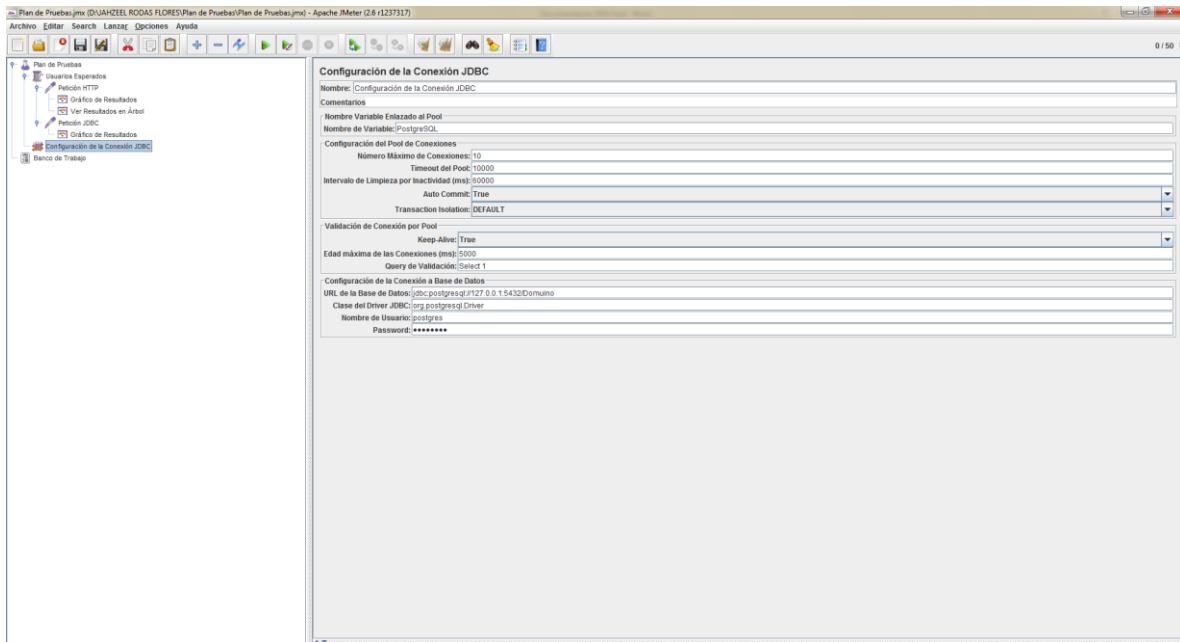 Plan de Pruebas.jmx (D:\JAHZEEL RODAS FLORES\Plan de Pruebas\Plan de Pruebas.jmx) - Apache JMeter (2.6 r1237317)
Archivo Editar Search Lanzar Opciones Ayuda
0 / 50
Plan de Pruebas
Usuarios Esperados
Petición HTTP
Gráfico de Resultados
Ver Resultados en Árbol
Petición JDBC
Gráfico de Resultados
Configuración de la Conexión JDBC
Banco de Trabajo
Configuración de la Conexión JDBC
Nombre: Configuración de la Conexión JDBC
Comentarios
Nombre Variable Enlazado al Pool
Nombre de Variable: PostgreSQL
Configuración del Pool de Conexiones
Número Máximo de Conexiones: 10
Timeout del Pool: 10000
Intervalo de Limpieza por Inactividad (ms): 60000
Auto Commit: True
Transaction Isolation: DEFAULT
Validación de Conexión por Pool
Keep-Alive: True
Edad máxima de las Conexiones (ms): 5000
Query de Validación: Select 1
Configuración de la Conexión a Base de Datos
URL de la Base de Datos: jdbc:postgresql://127.0.0.1:5432/Domuino
Clase del Driver JDBC: org.postgresql.Driver
Nombre de Usuario: postgres
Password: ••••••••